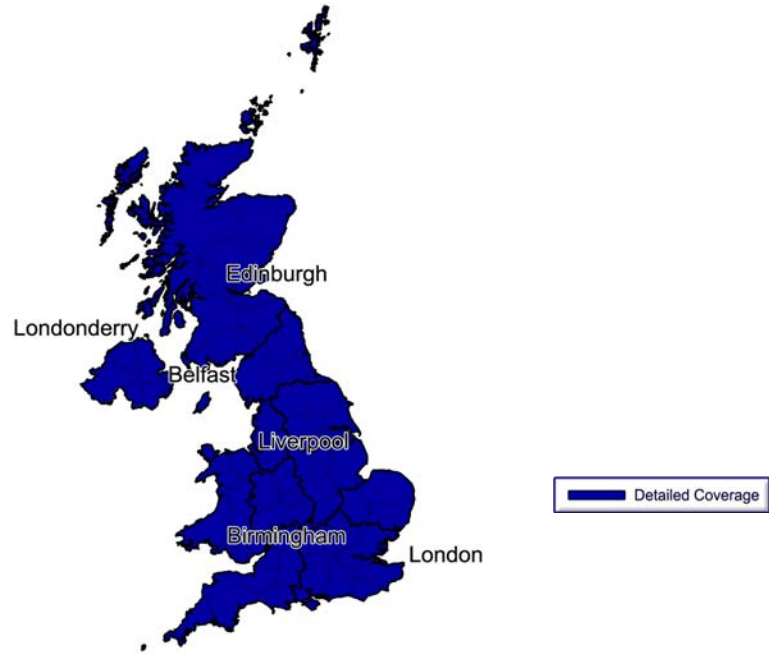 Edinburgh
Londonderry
Belfast
Liverpool
Detailed Coverage
Birmingham
London